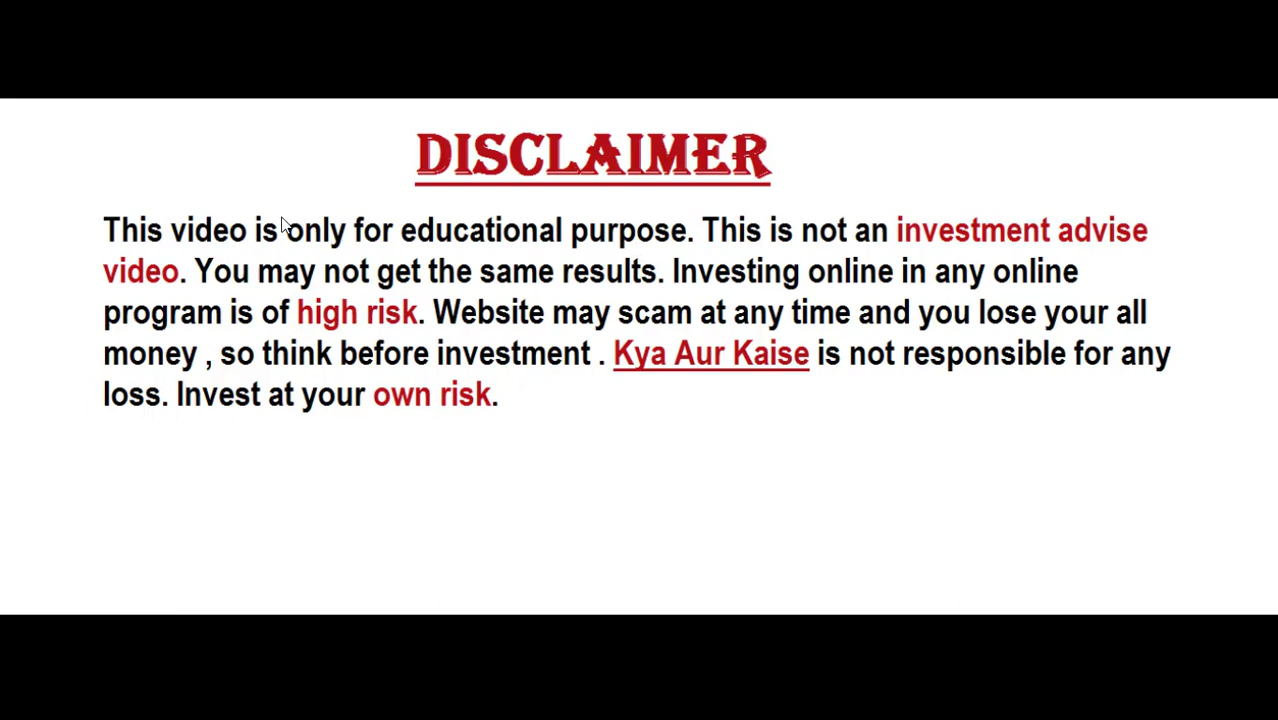 DISCLAIMER
This video is only for educational purpose. This is not an investment advise
video. You may not get the same results. Investing online in any online
program is of high risk. Website may scam at any time and you lose your all
money , so think before investment . Kya Aur Kaise is not responsible for any
loss. Invest at your own risk.